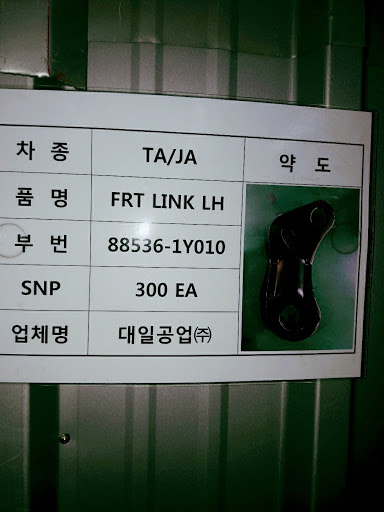 차 종 TA/JA 약 도
품 명 FRT LINK LH
부 번 88536-1Y010
SNP 300 EA
업체명 대일공업㈜